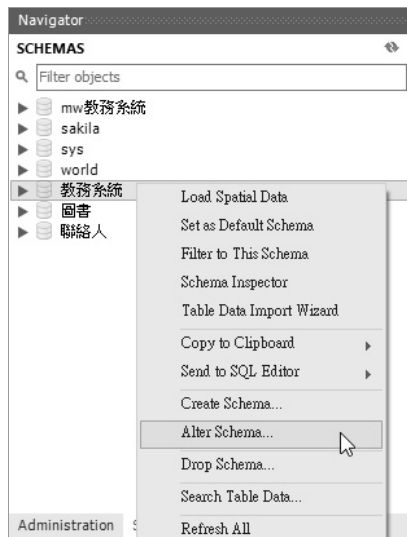 Navigator
SCHEMAS
Filter objects
mw教務系統
sakila
sys
world
教務系統
圖書
聯絡人
Load Spatial Data
Set as Default Schema
Filter to This Schema
Schema Inspector
Table Data Import Wizard
Copy to Clipboard
Send to SQL Editor
Create Schema...
Alter Schema...
Drop Schema...
Search Table Data...
Refresh All
Administration